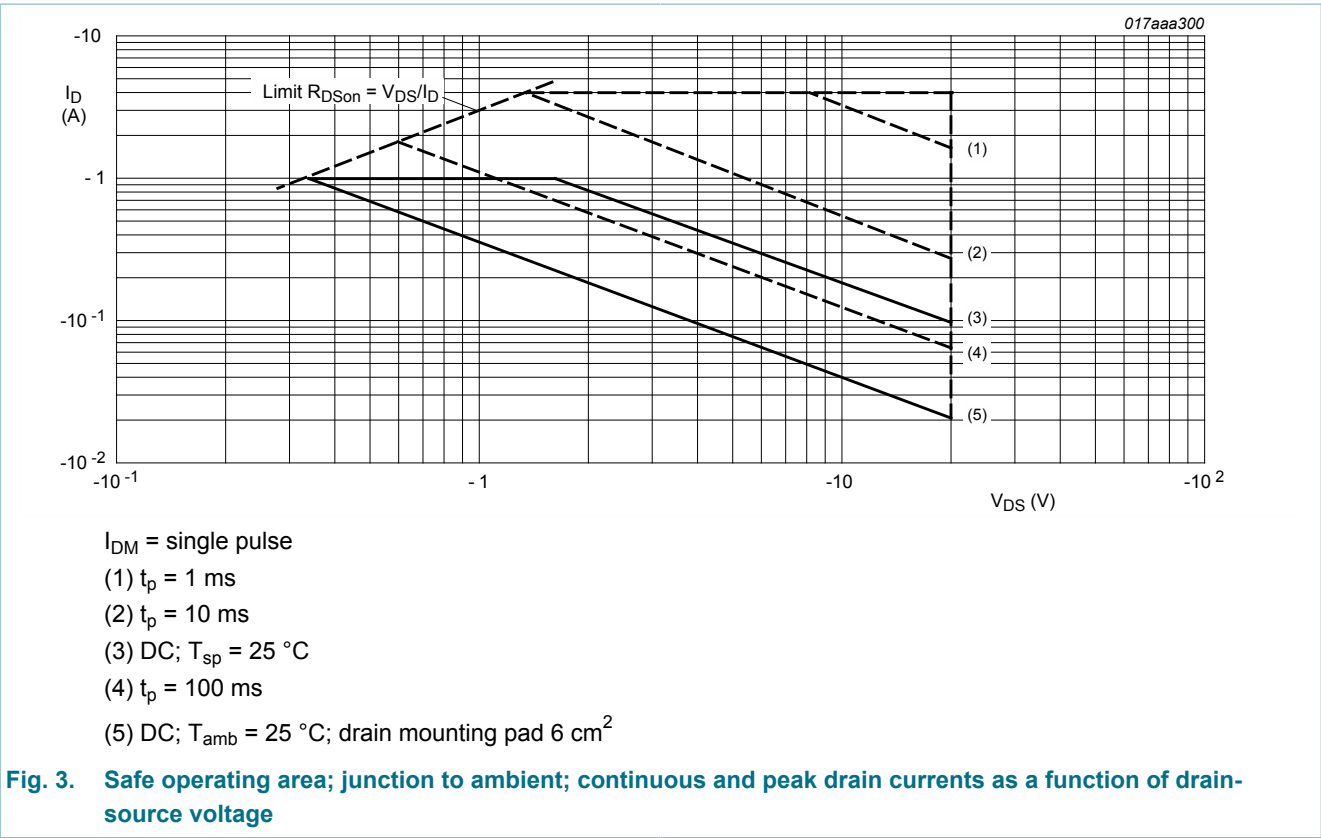 017aaa300
-10
I_D
(A)
Limit R_DSon = V_DS/I_D
(1)
- 1
(2)
-10^-1
(3)
(4)
(5)
-10^-2
-10^-1
- 1
-10
-10^2
V_DS (V)
I_DM = single pulse
(1) t_p = 1 ms
(2) t_p = 10 ms
(3) DC; T_sp = 25 °C
(4) t_p = 100 ms
(5) DC; T_amb = 25 °C; drain mounting pad 6 cm^2
Fig. 3. Safe operating area; junction to ambient; continuous and peak drain currents as a function of drain-
source voltage